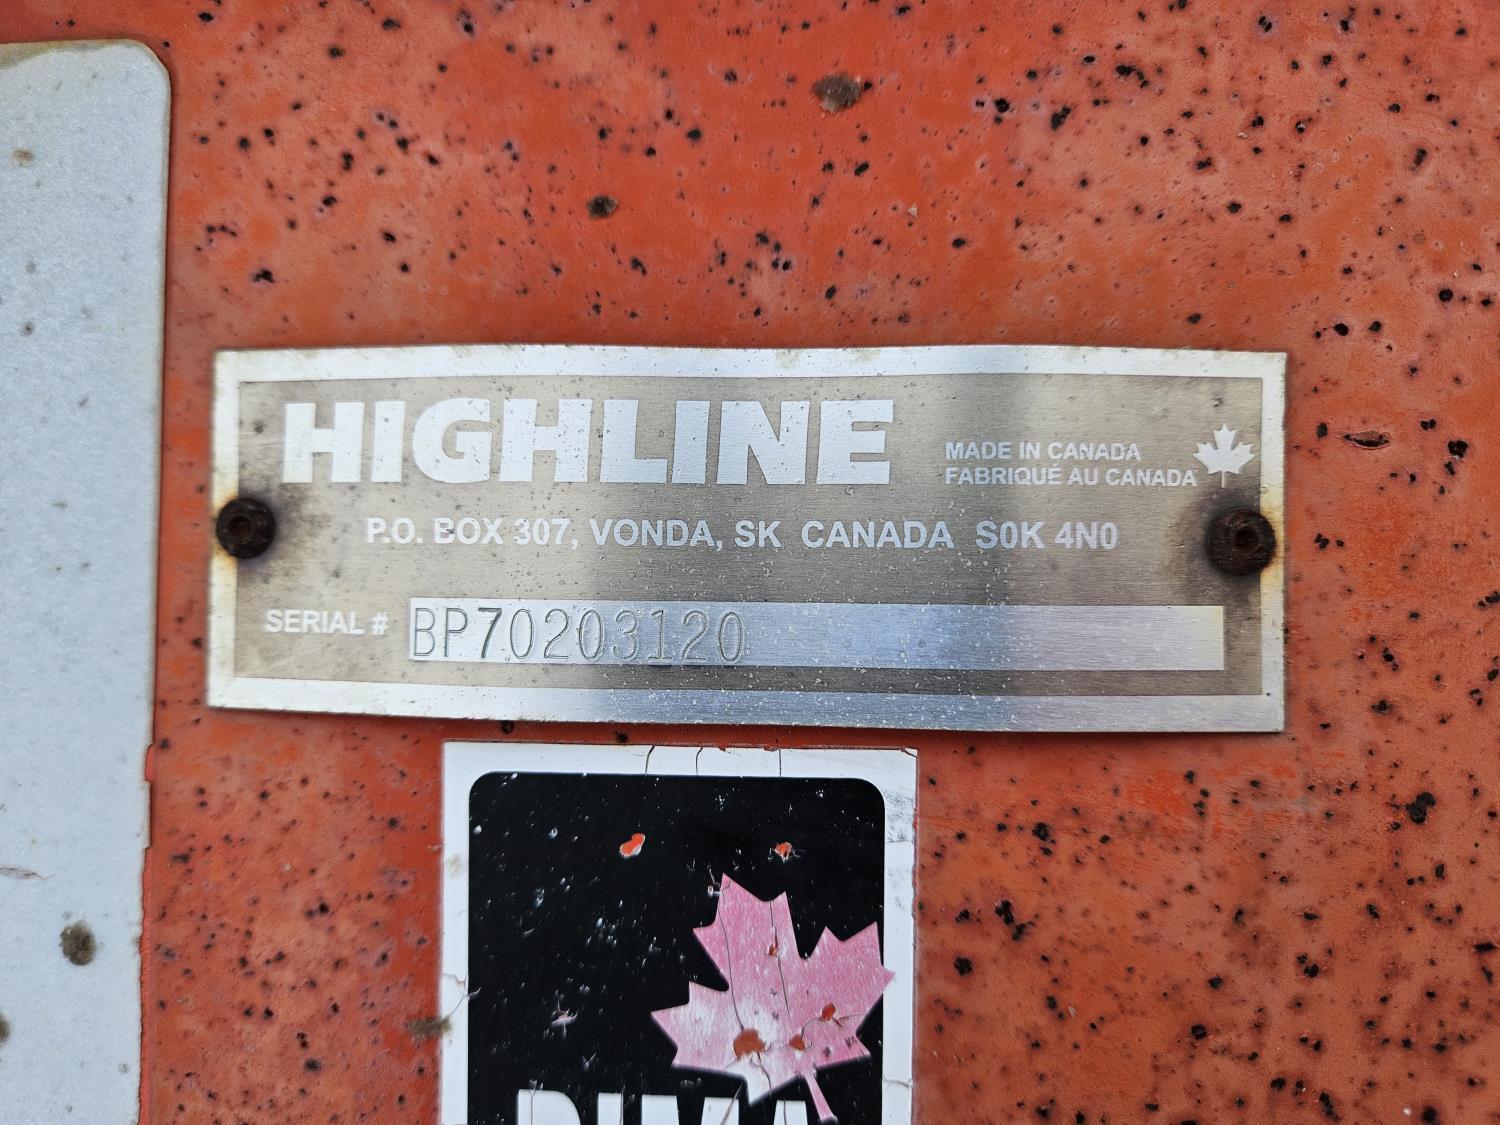 HIGHLINE
MADE IN CANADA
FABRIQUÉ AU CANADA
P.O. BOX 307, VONDA, SK CANADA S0K 4N0
SERIAL # BP70203120